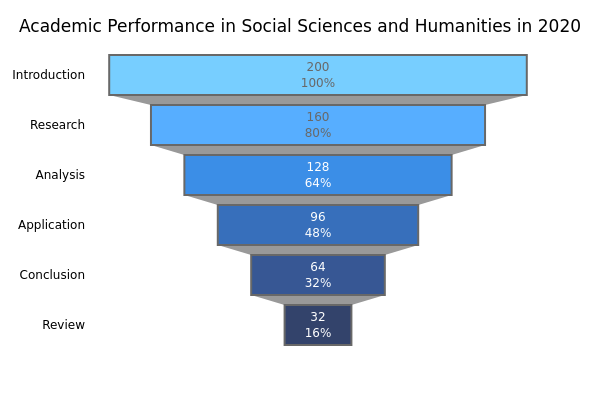 Academic Performance in Social Sciences and Humanities in 2020
Introduction
200
100%
Research
160
80%
Analysis
128
64%
Application
96
48%
Conclusion
64
32%
Review
32
16%